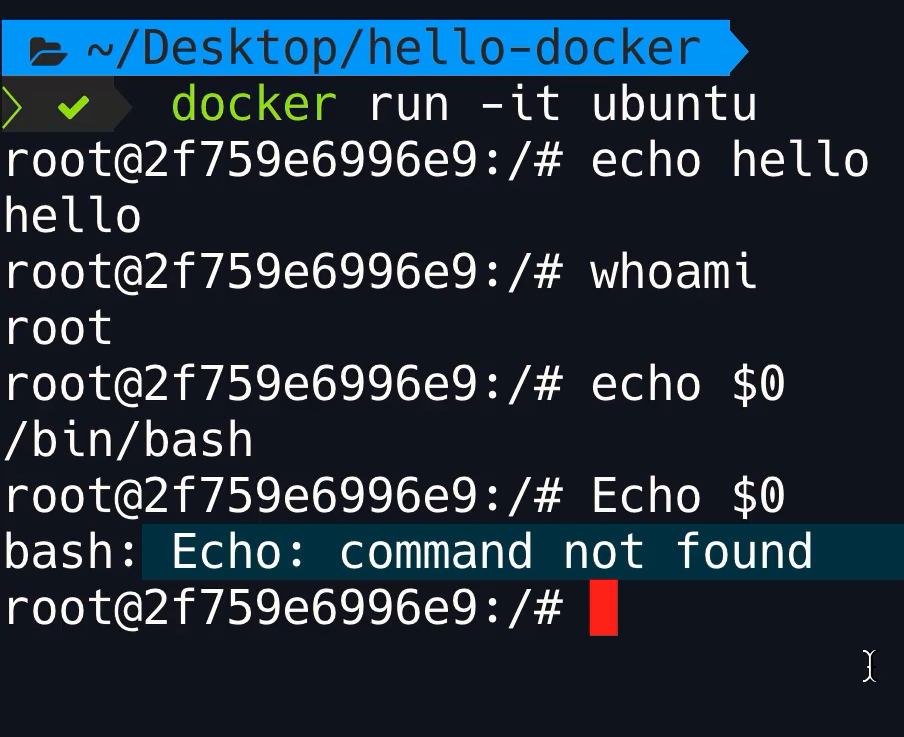 ~/Desktop/hello-docker
docker run -it ubuntu
root@2f759e6996e9:/# echo hello
hello
root@2f759e6996e9:/# whoami
root
root@2f759e6996e9:/# echo $0
/bin/bash
root@2f759e6996e9:/# Echo $0
bash: Echo: command not found
root@2f759e6996e9:/#